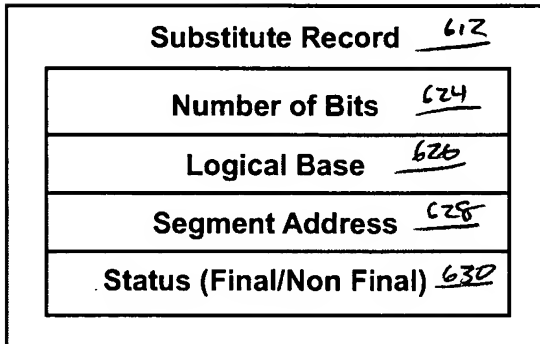 Substitute Record 612
Number of Bits 624
Logical Base 626
Segment Address 628
Status (Final/Non Final) 630